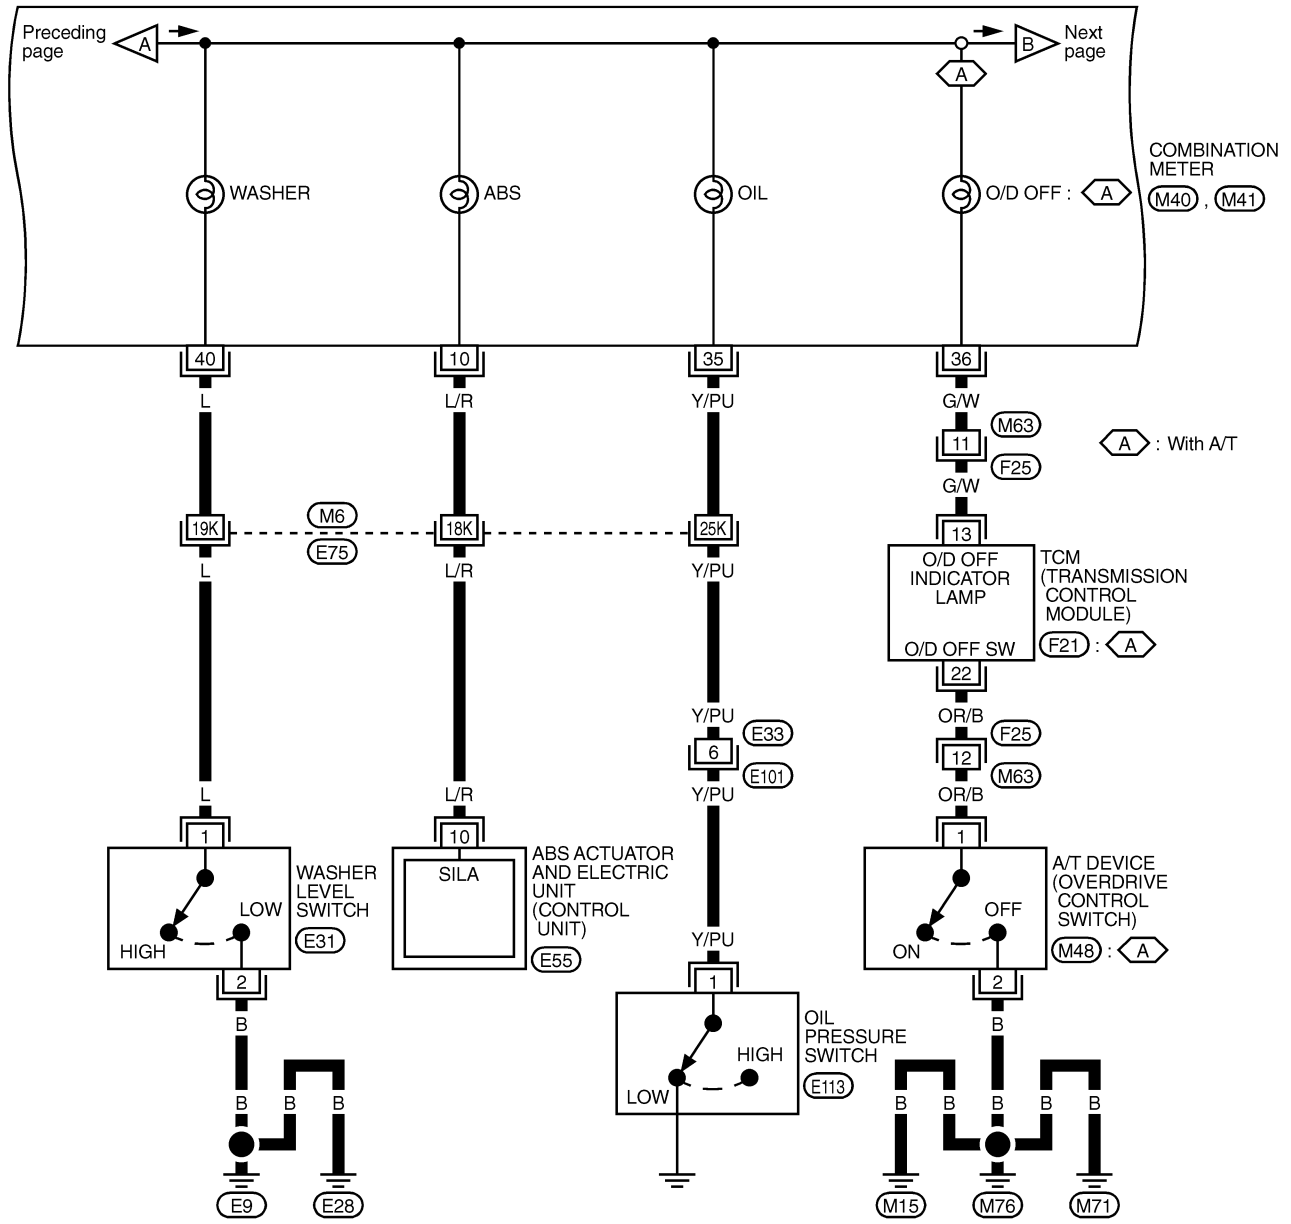 Preceding
page
A
B
Next
page
A
WASHER
ABS
OIL
O/D OFF : A
COMBINATION
METER
M40 , M41
40
10
35
36
L
L/R
Y/PU
G/W
M63
11
F25
A : With A/T
G/W
19K
M6
E75
18K
25K
13
L
L/R
Y/PU
O/D OFF
INDICATOR
LAMP
O/D OFF SW
TCM
(TRANSMISSION
CONTROL
MODULE)
F21 : A
22
Y/PU
E33
6
E101
Y/PU
OR/B
F25
12
M63
OR/B
L
L/R
1
10
1
HIGH
LOW
WASHER
LEVEL
SWITCH
E31
SILA
ABS ACTUATOR
AND ELECTRIC
UNIT
(CONTROL
UNIT)
E55
Y/PU
ON
OFF
A/T DEVICE
(OVERDRIVE
CONTROL
SWITCH)
M48 : A
2
1
2
B
B
LOW
HIGH
OIL
PRESSURE
SWITCH
E113
B
B
B
B
B
B
B
B
E9
E28
M15
M76
M71